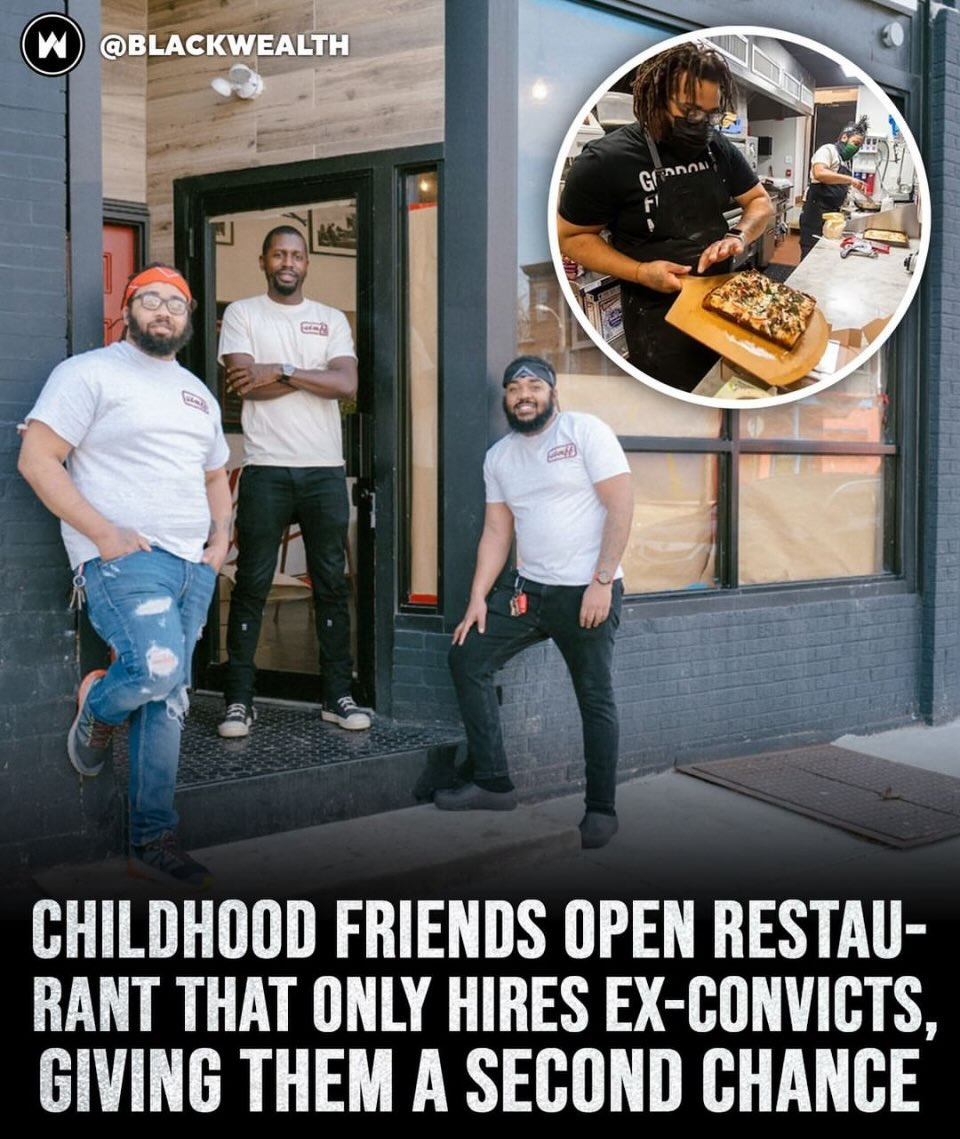 W @BLACKWEALTH
CHILDHOOD FRIENDS OPEN RESTAU-
RANT THAT ONLY HIRES EX-CONVICTS,
GIVING THEM A SECOND CHANCE